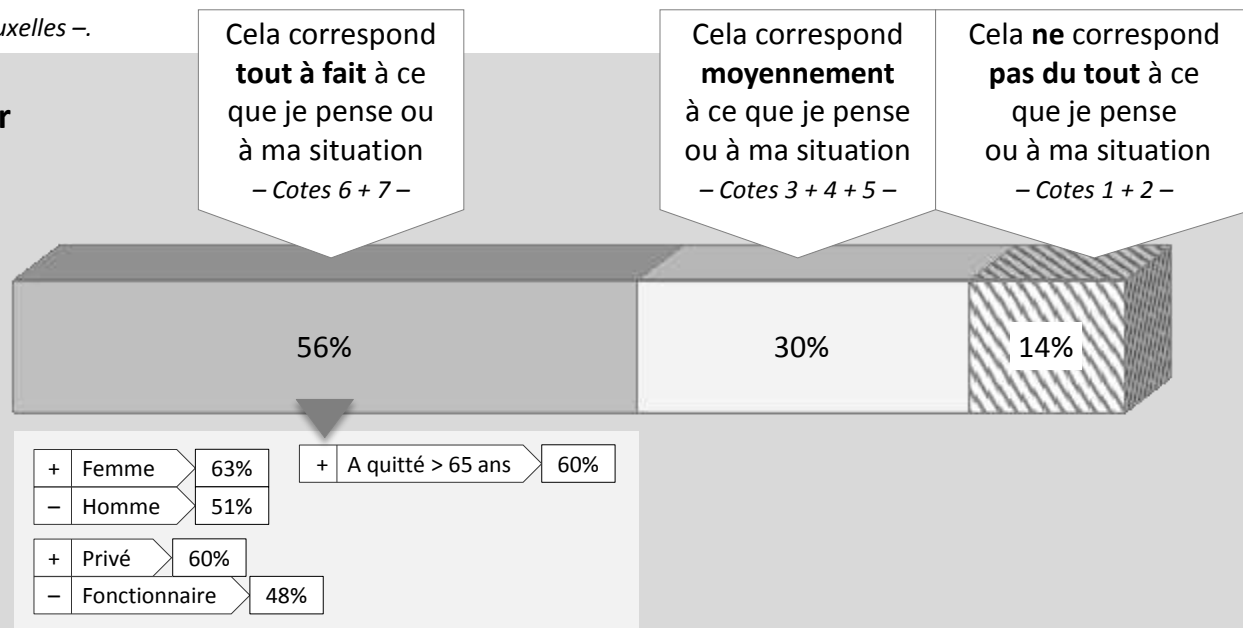 uxelles –.
r
Cela correspond
tout à fait à ce
que je pense ou
à ma situation
– Cotes 6 + 7 –
Cela correspond
moyennement
à ce que je pense
ou à ma situation
– Cotes 3 + 4 + 5 –
Cela ne correspond
pas du tout à ce
que je pense
ou à ma situation
– Cotes 1 + 2 –
56%
30%
14%
+ Femme 63%
– Homme 51%
+ A quitté > 65 ans 60%
+ Privé 60%
– Fonctionnaire 48%